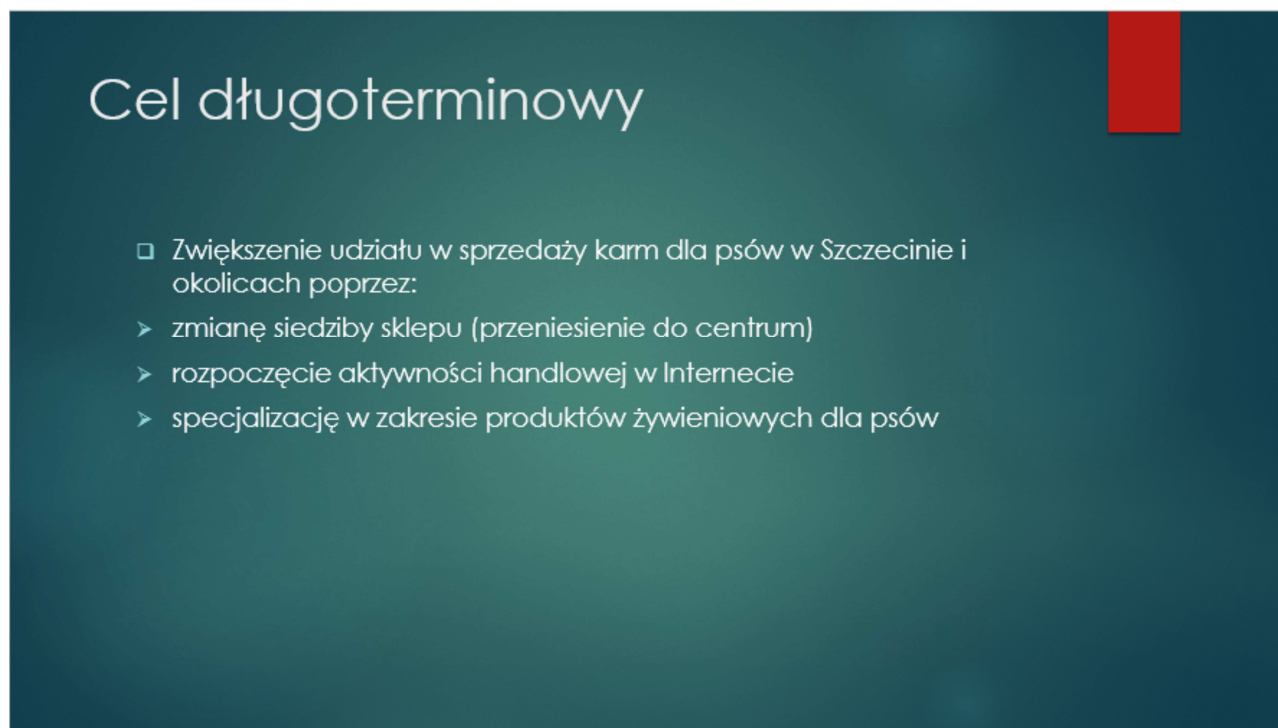 Cel długoterminowy
Zwiększenie udziału w sprzedaży karm dla psów w Szczecinie i
okolicach poprzez:
zmianę siedziby sklepu (przeniesienie do centrum)
rozpoczęcie aktywności handlowej w Internecie
specjalizację w zakresie produktów żywieniowych dla psów